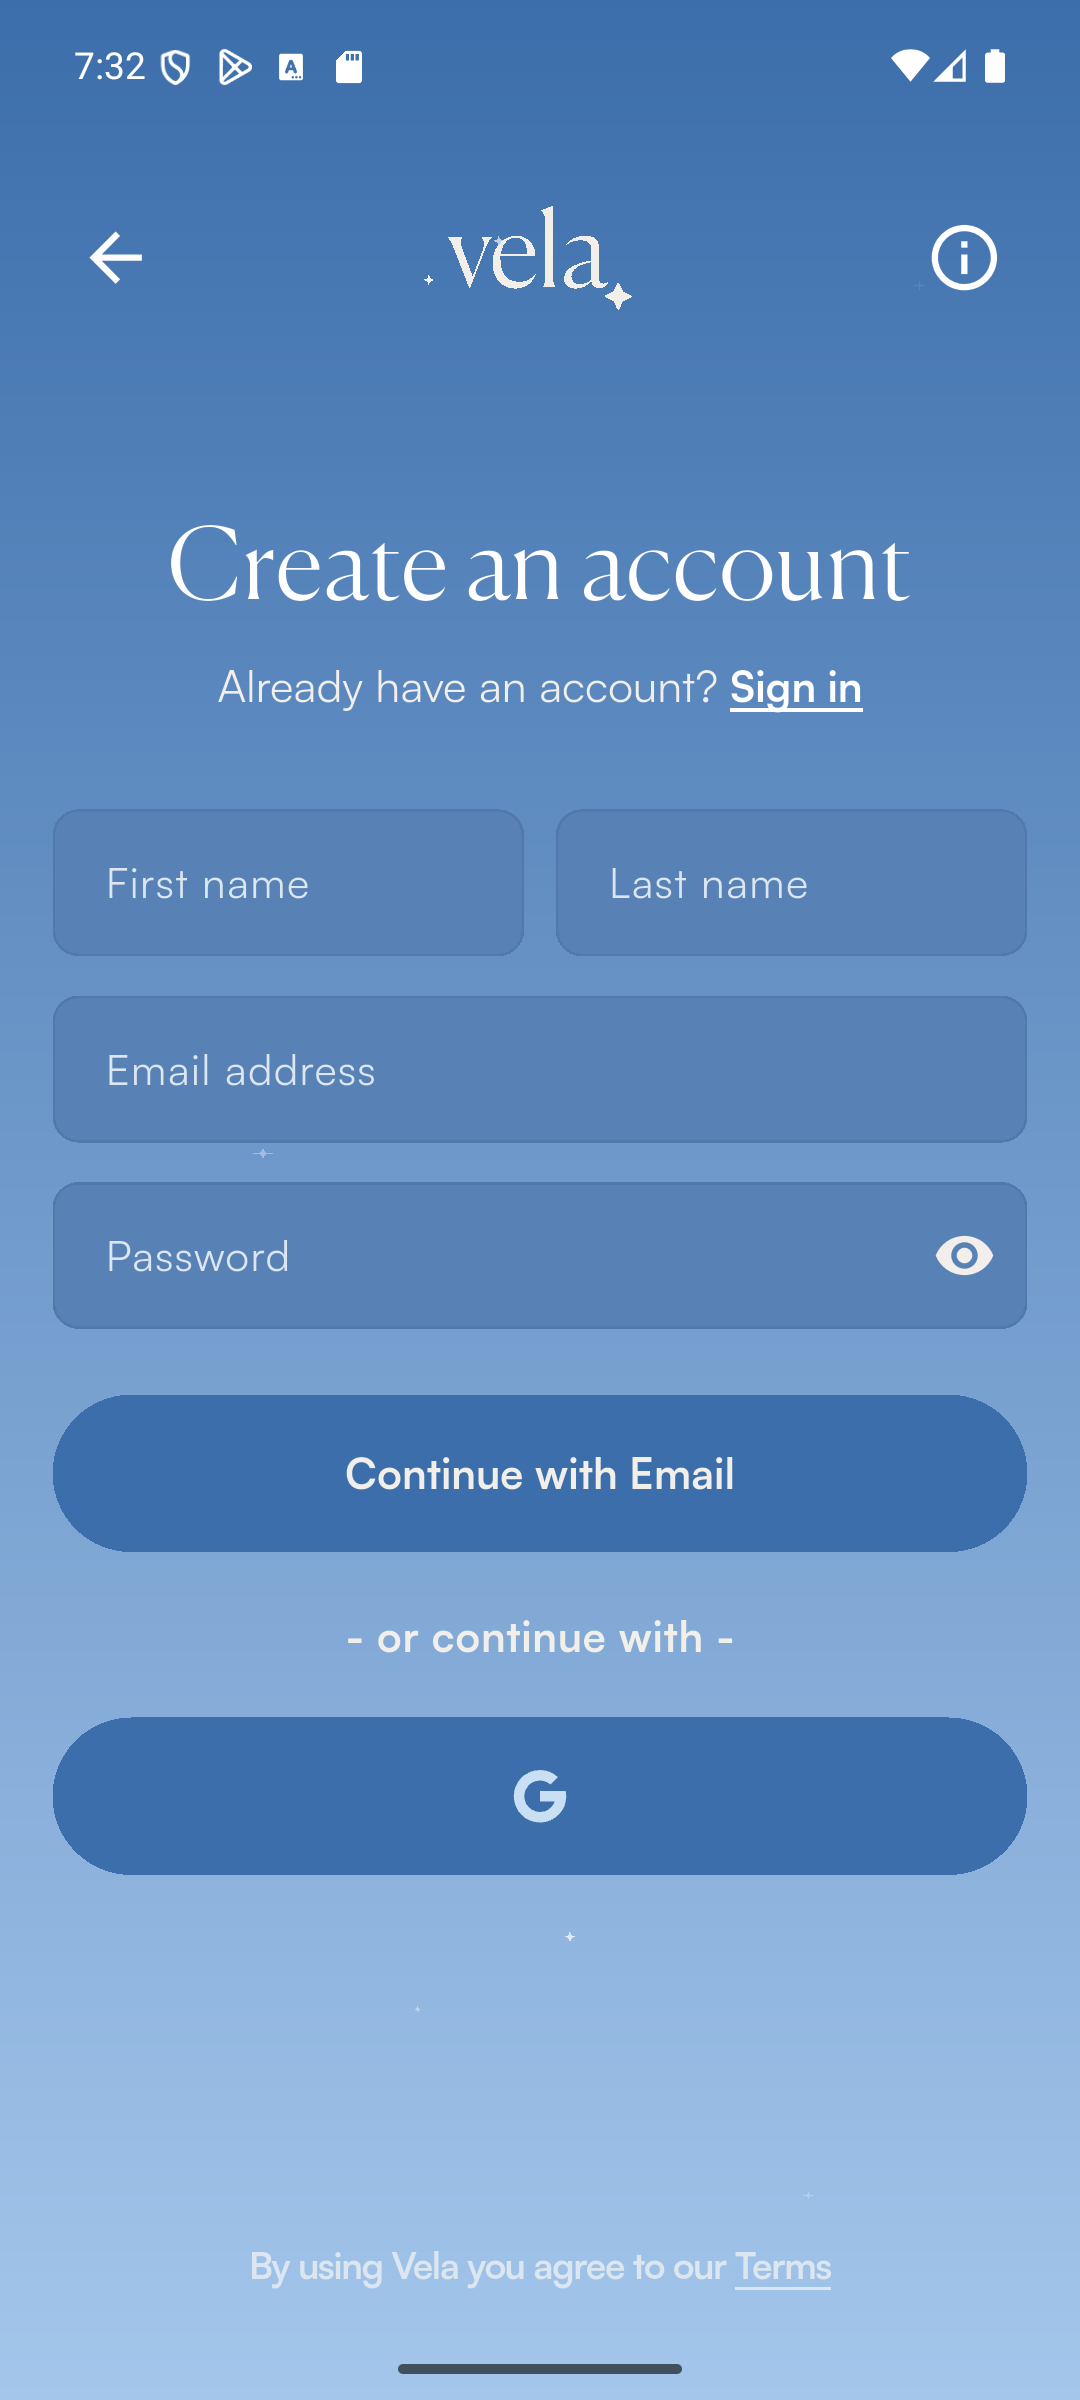 7:32
vela
Create an account
Already have an account? Sign in
First name
Last name
Email address
Password
Continue with Email
- or continue with -
G
By using Vela you agree to our Terms